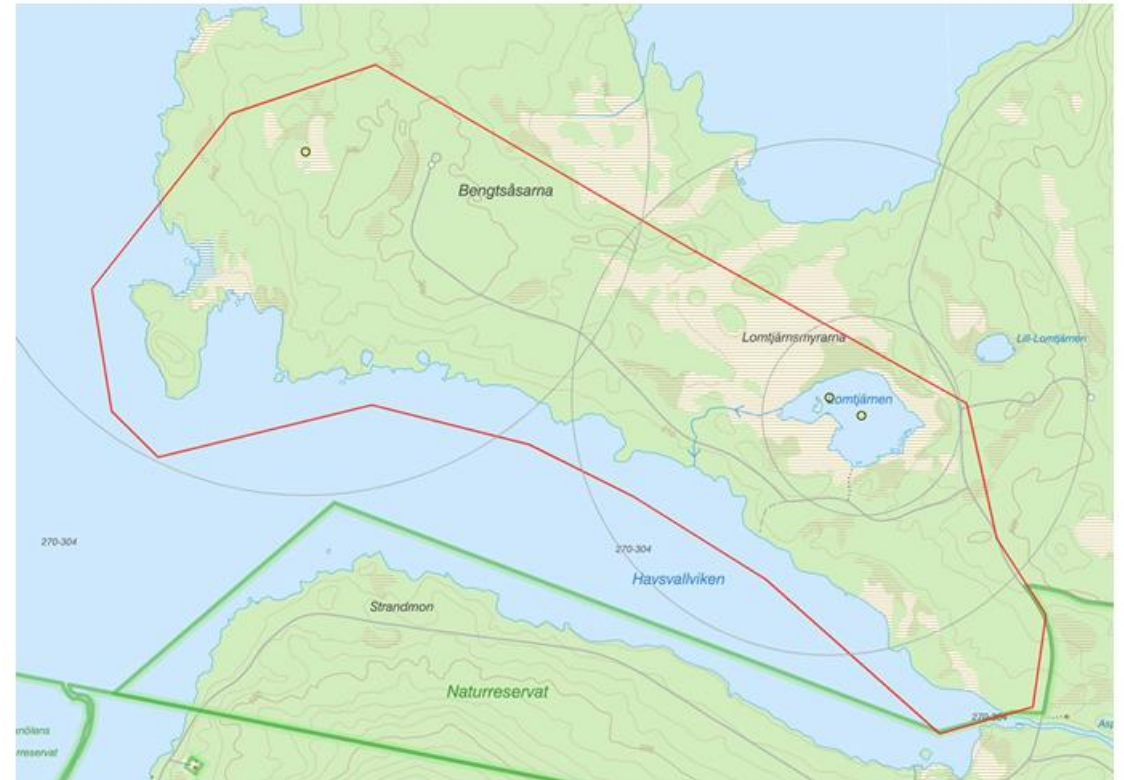 Bengtsåsarna
Lomtjärnsmyrarna
Lill-Lomtjärnen
Lomtjärnen
270-304
270-304
Havsvallviken
Strandmon
Naturreservat
270-304